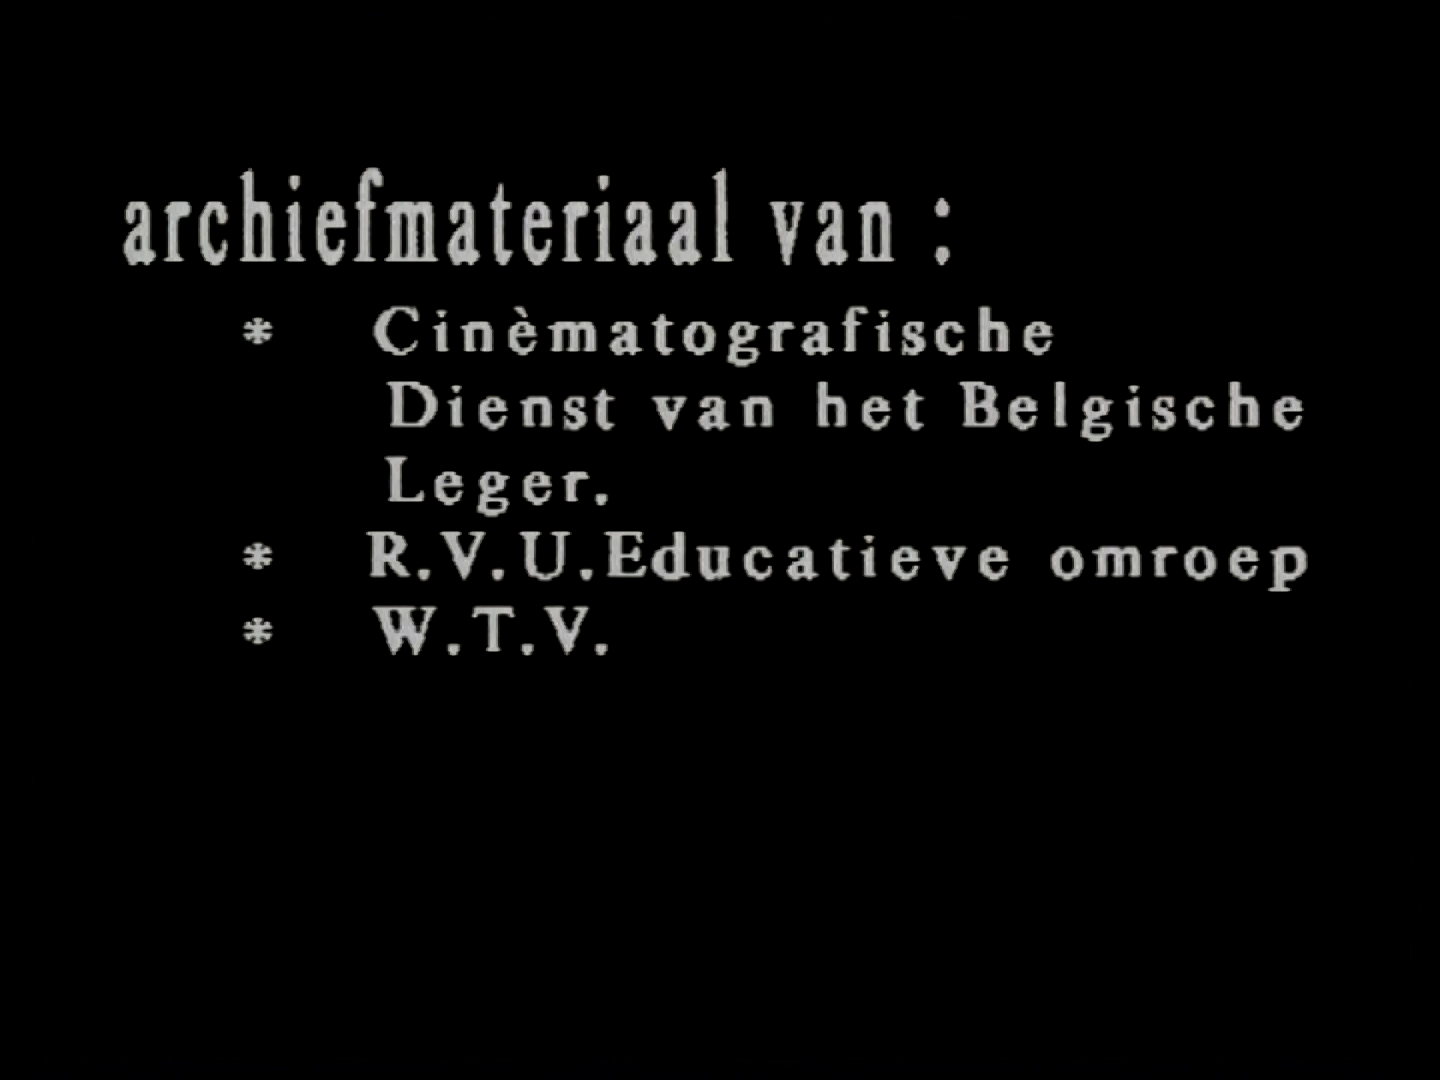 archiefmateriaal van :
* Cinèmatografische
Dienst van het Belgische
Leger.
* R.V.U.Educatieve omroep
* W.T.V.